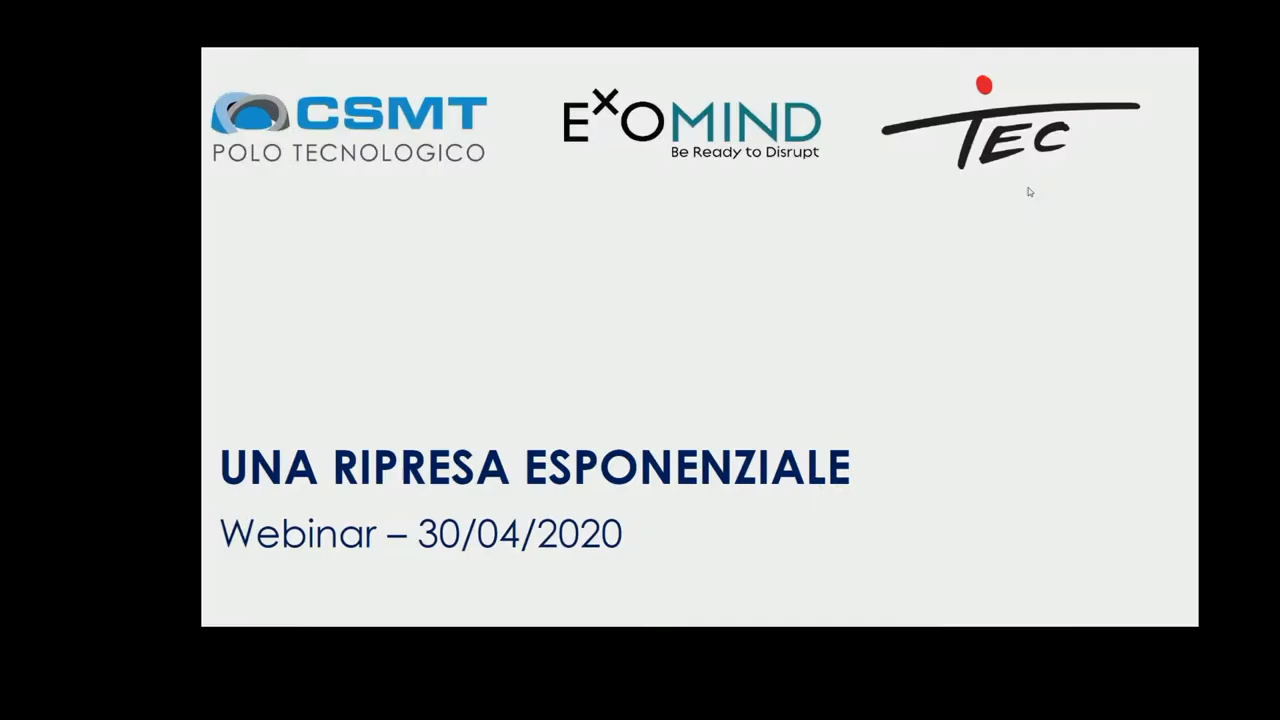 CSMT
POLO TECNOLOGICO
EXOMIND
Be Ready to Disrupt
TEC
UNA RIPRESA ESPONENZIALE
Webinar – 30/04/2020